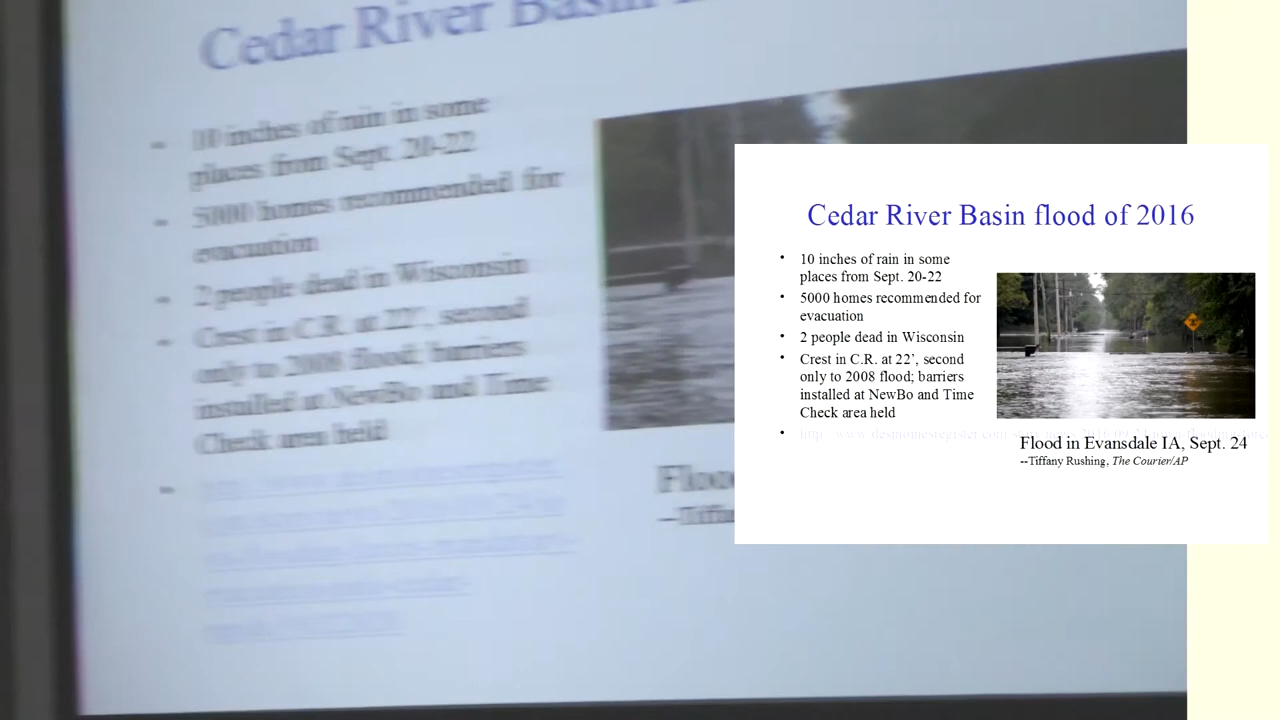 Cedar River Basin
10 inches of rain in some
places from Sept. 20-22
5000 homes recommended for
evacuation
2 people dead in Wisconsin
Crest in C.R. at 22', second
only to 2008 flood; barriers
installed at NewBo and Time
Check area held
Cedar River Basin flood of 2016
• 10 inches of rain in some
places from Sept. 20-22
• 5000 homes recommended for
evacuation
• 2 people dead in Wisconsin
• Crest in C.R. at 22’, second
only to 2008 flood; barriers
installed at NewBo and Time
Check area held
Flood in Evansdale IA, Sept. 24
--Tiffany Rushing, The Courier/AP